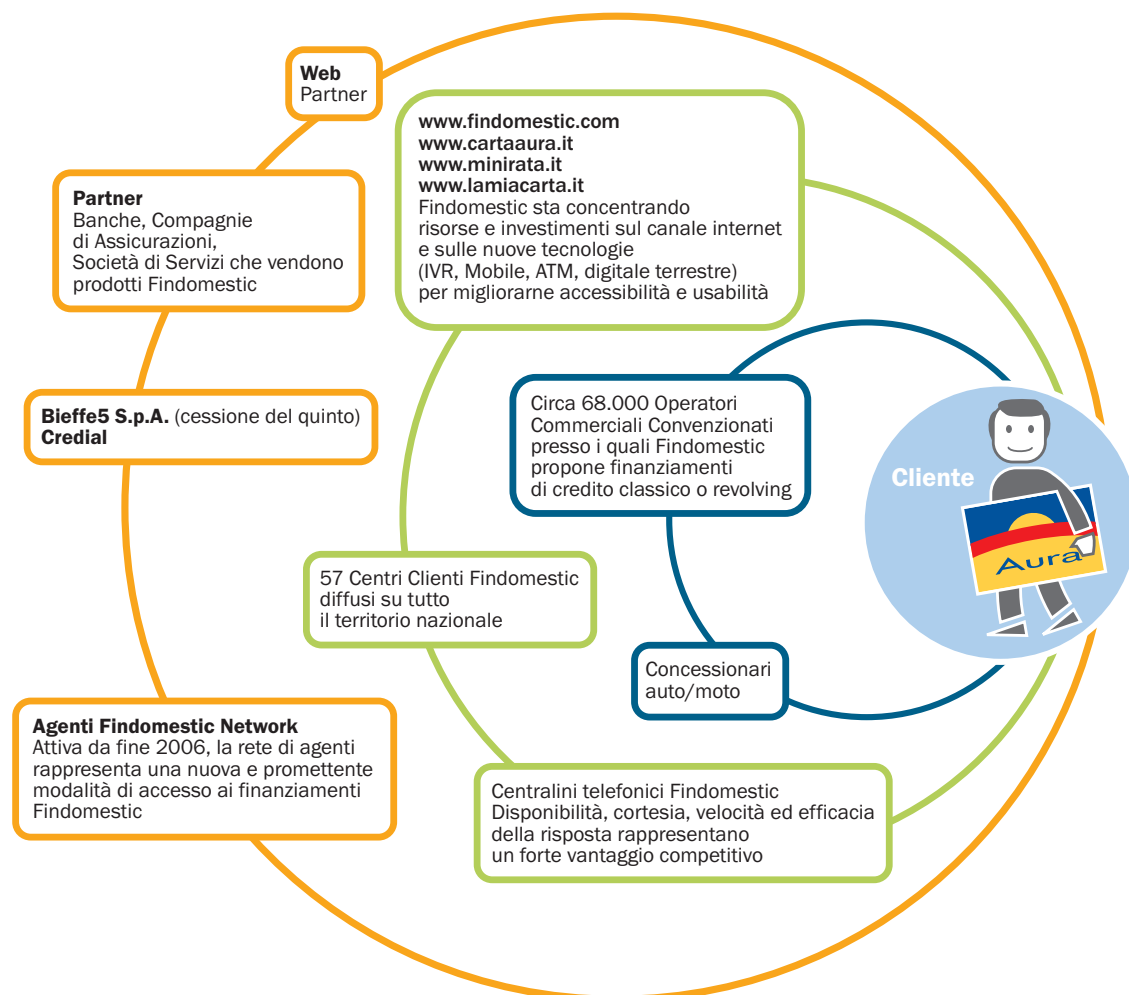 Web
Partner
www.findomestic.com
www.cartaaura.it
www.minirata.it
www.lamiacarta.it
Findomestic sta concentrando
risorse e investimenti sul canale internet
e sulle nuove tecnologie
(IVR, Mobile, ATM, digitale terrestre)
per migliorarne accessibilità e usabilità
Partner
Banche, Compagnie
di Assicurazioni,
Società di Servizi che vendono
prodotti Findomestic
Bieffe5 S.p.A. (cessione del quinto)
Credial
Circa 68.000 Operatori
Commerciali Convenzionati
presso i quali Findomestic
propone finanziamenti
di credito classico o revolving
Cliente
Aura
57 Centri Clienti Findomestic
diffusi su tutto
il territorio nazionale
Concessionari
auto/moto
Agenti Findomestic Network
Attiva da fine 2006, la rete di agenti
rappresenta una nuova e promettente
modalità di accesso ai finanziamenti
Findomestic
Centralini telefonici Findomestic
Disponibilità, cortesia, velocità ed efficacia
della risposta rappresentano
un forte vantaggio competitivo